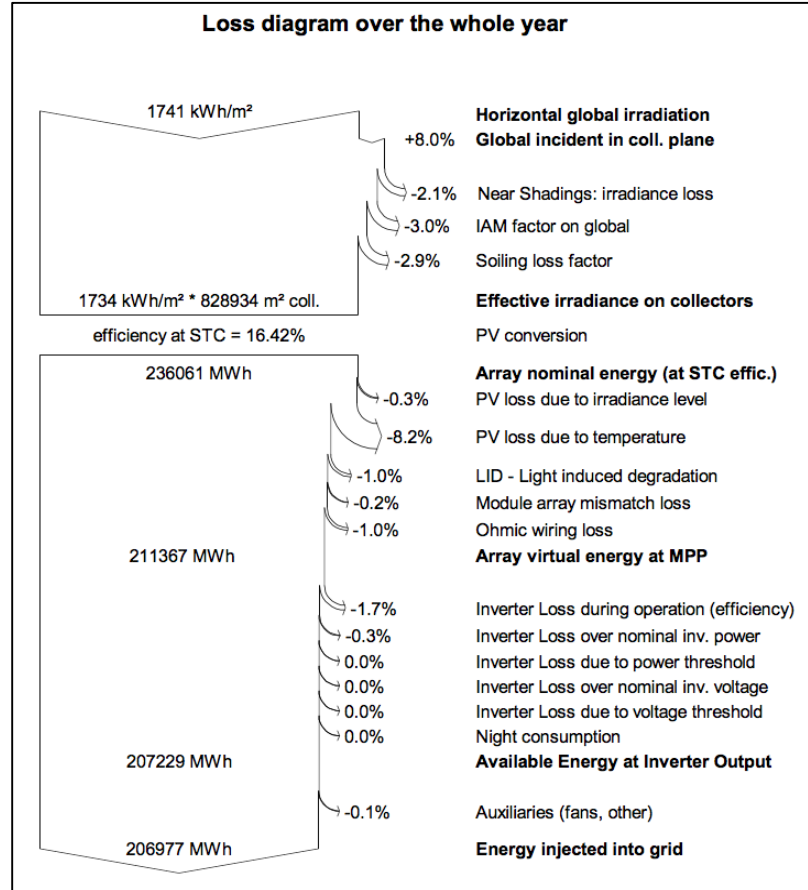 Loss diagram over the whole year
1741 kWh/m² Horizontal global irradiation
+8.0% Global incident in coll. plane
-2.1% Near Shadings: irradiance loss
-3.0% IAM factor on global
-2.9% Soiling loss factor
1734 kWh/m² * 828934 m² coll. Effective irradiance on collectors
efficiency at STC = 16.42% PV conversion
236061 MWh Array nominal energy (at STC effic.)
-0.3% PV loss due to irradiance level
-8.2% PV loss due to temperature
-1.0% LID - Light induced degradation
-0.2% Module array mismatch loss
-1.0% Ohmic wiring loss
211367 MWh Array virtual energy at MPP
-1.7% Inverter Loss during operation (efficiency)
-0.3% Inverter Loss over nominal inv. power
0.0% Inverter Loss due to power threshold
0.0% Inverter Loss over nominal inv. voltage
0.0% Inverter Loss due to voltage threshold
0.0% Night consumption
207229 MWh Available Energy at Inverter Output
-0.1% Auxiliaries (fans, other)
206977 MWh Energy injected into grid